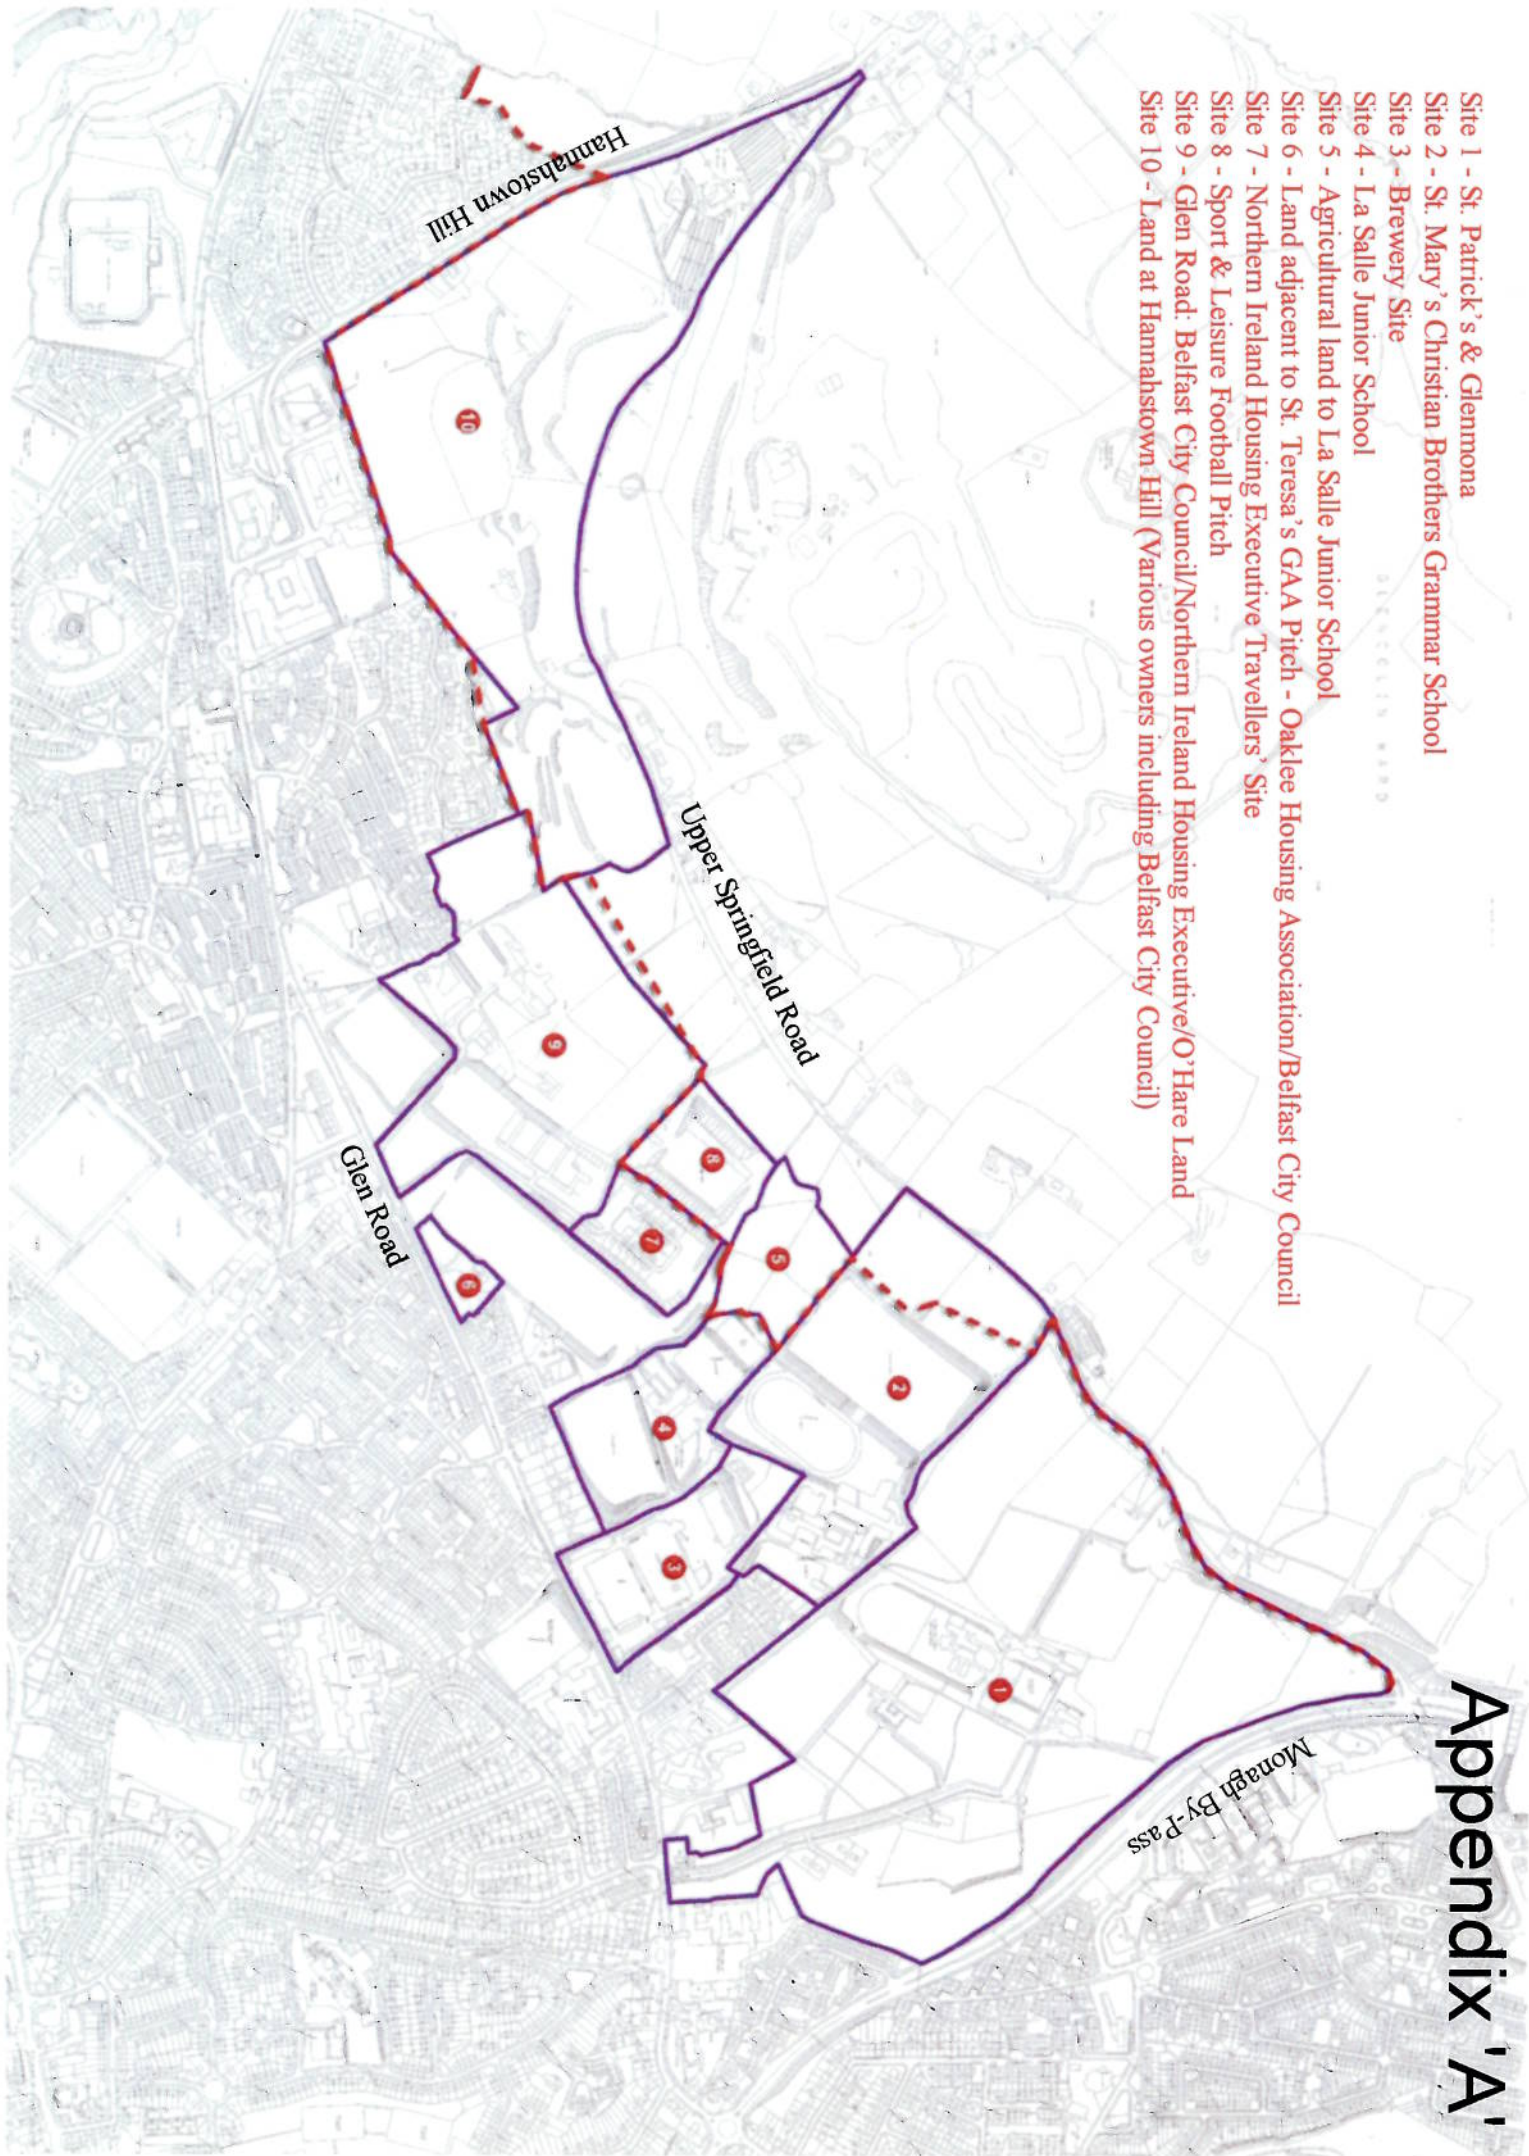 Appendix 'A'
Site 1 - St. Patrick's & Glenmona
Site 2 - St. Mary's Christian Brothers Grammar School
Site 3 - Brewery Site
Site 4 - La Salle Junior School
Site 5 - Agricultural land to La Salle Junior School
Site 6 - Land adjacent to St. Teresa's GAA Pitch - Oaklee Housing Association/Belfast City Council
Site 7 - Northern Ireland Housing Executive Travellers' Site
Site 8 - Sport & Leisure Football Pitch
Site 9 - Glen Road: Belfast City Council/Northern Ireland Housing Executive/O'Hare Land
Site 10 - Land at Hannahstown Hill (Various owners including Belfast City Council)
Hannahstown Hill
Upper Springfield Road
Glen Road
Monagh By-Pass
10
9
8
7
6
5
4
3
2
1